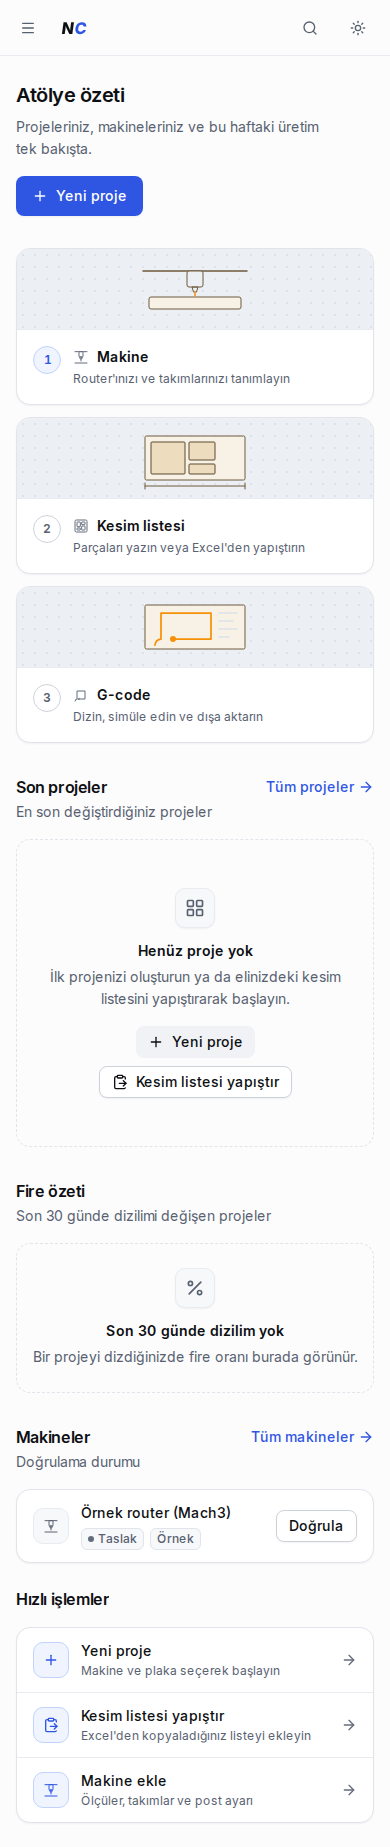 NC
Atölye özeti
Projeleriniz, makineleriniz ve bu haftaki üretim
tek bakışta.
Yeni proje
1
Makine
Router'ınızı ve takımlarınızı tanımlayın
2
Kesim listesi
Parçaları yazın veya Excel'den yapıştırın
3
G-code
Dizin, simüle edin ve dışa aktarın
Son projeler
Tüm projeler
En son değiştirdiğiniz projeler
Henüz proje yok
İlk projenizi oluşturun ya da elinizdeki kesim
listesini yapıştırarak başlayın.
Yeni proje
Kesim listesi yapıştır
Fire özeti
Son 30 günde dizilimi değişen projeler
Son 30 günde dizilim yok
Bir projeyi dizdiğinizde fire oranı burada görünür.
Makineler
Tüm makineler
Doğrulama durumu
Örnek router (Mach3)
Taslak
Örnek
Doğrula
Hızlı işlemler
Yeni proje
Makine ve plaka seçerek başlayın
Kesim listesi yapıştır
Excel'den kopyaladığınız listeyi ekleyin
Makine ekle
Ölçüler, takımlar ve post ayarı